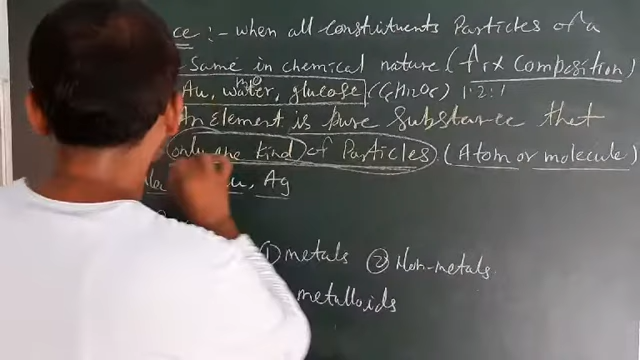 ce :- when all constituents Particles of a
Same in chemical nature (fix composition)
Au, water, glucose (C6H12O6) 1:2:1
H2O
An Element is pure Substance that
only one kind of Particles (Atom or molecule)
Ag
① metals ② Non-metals
metalloids